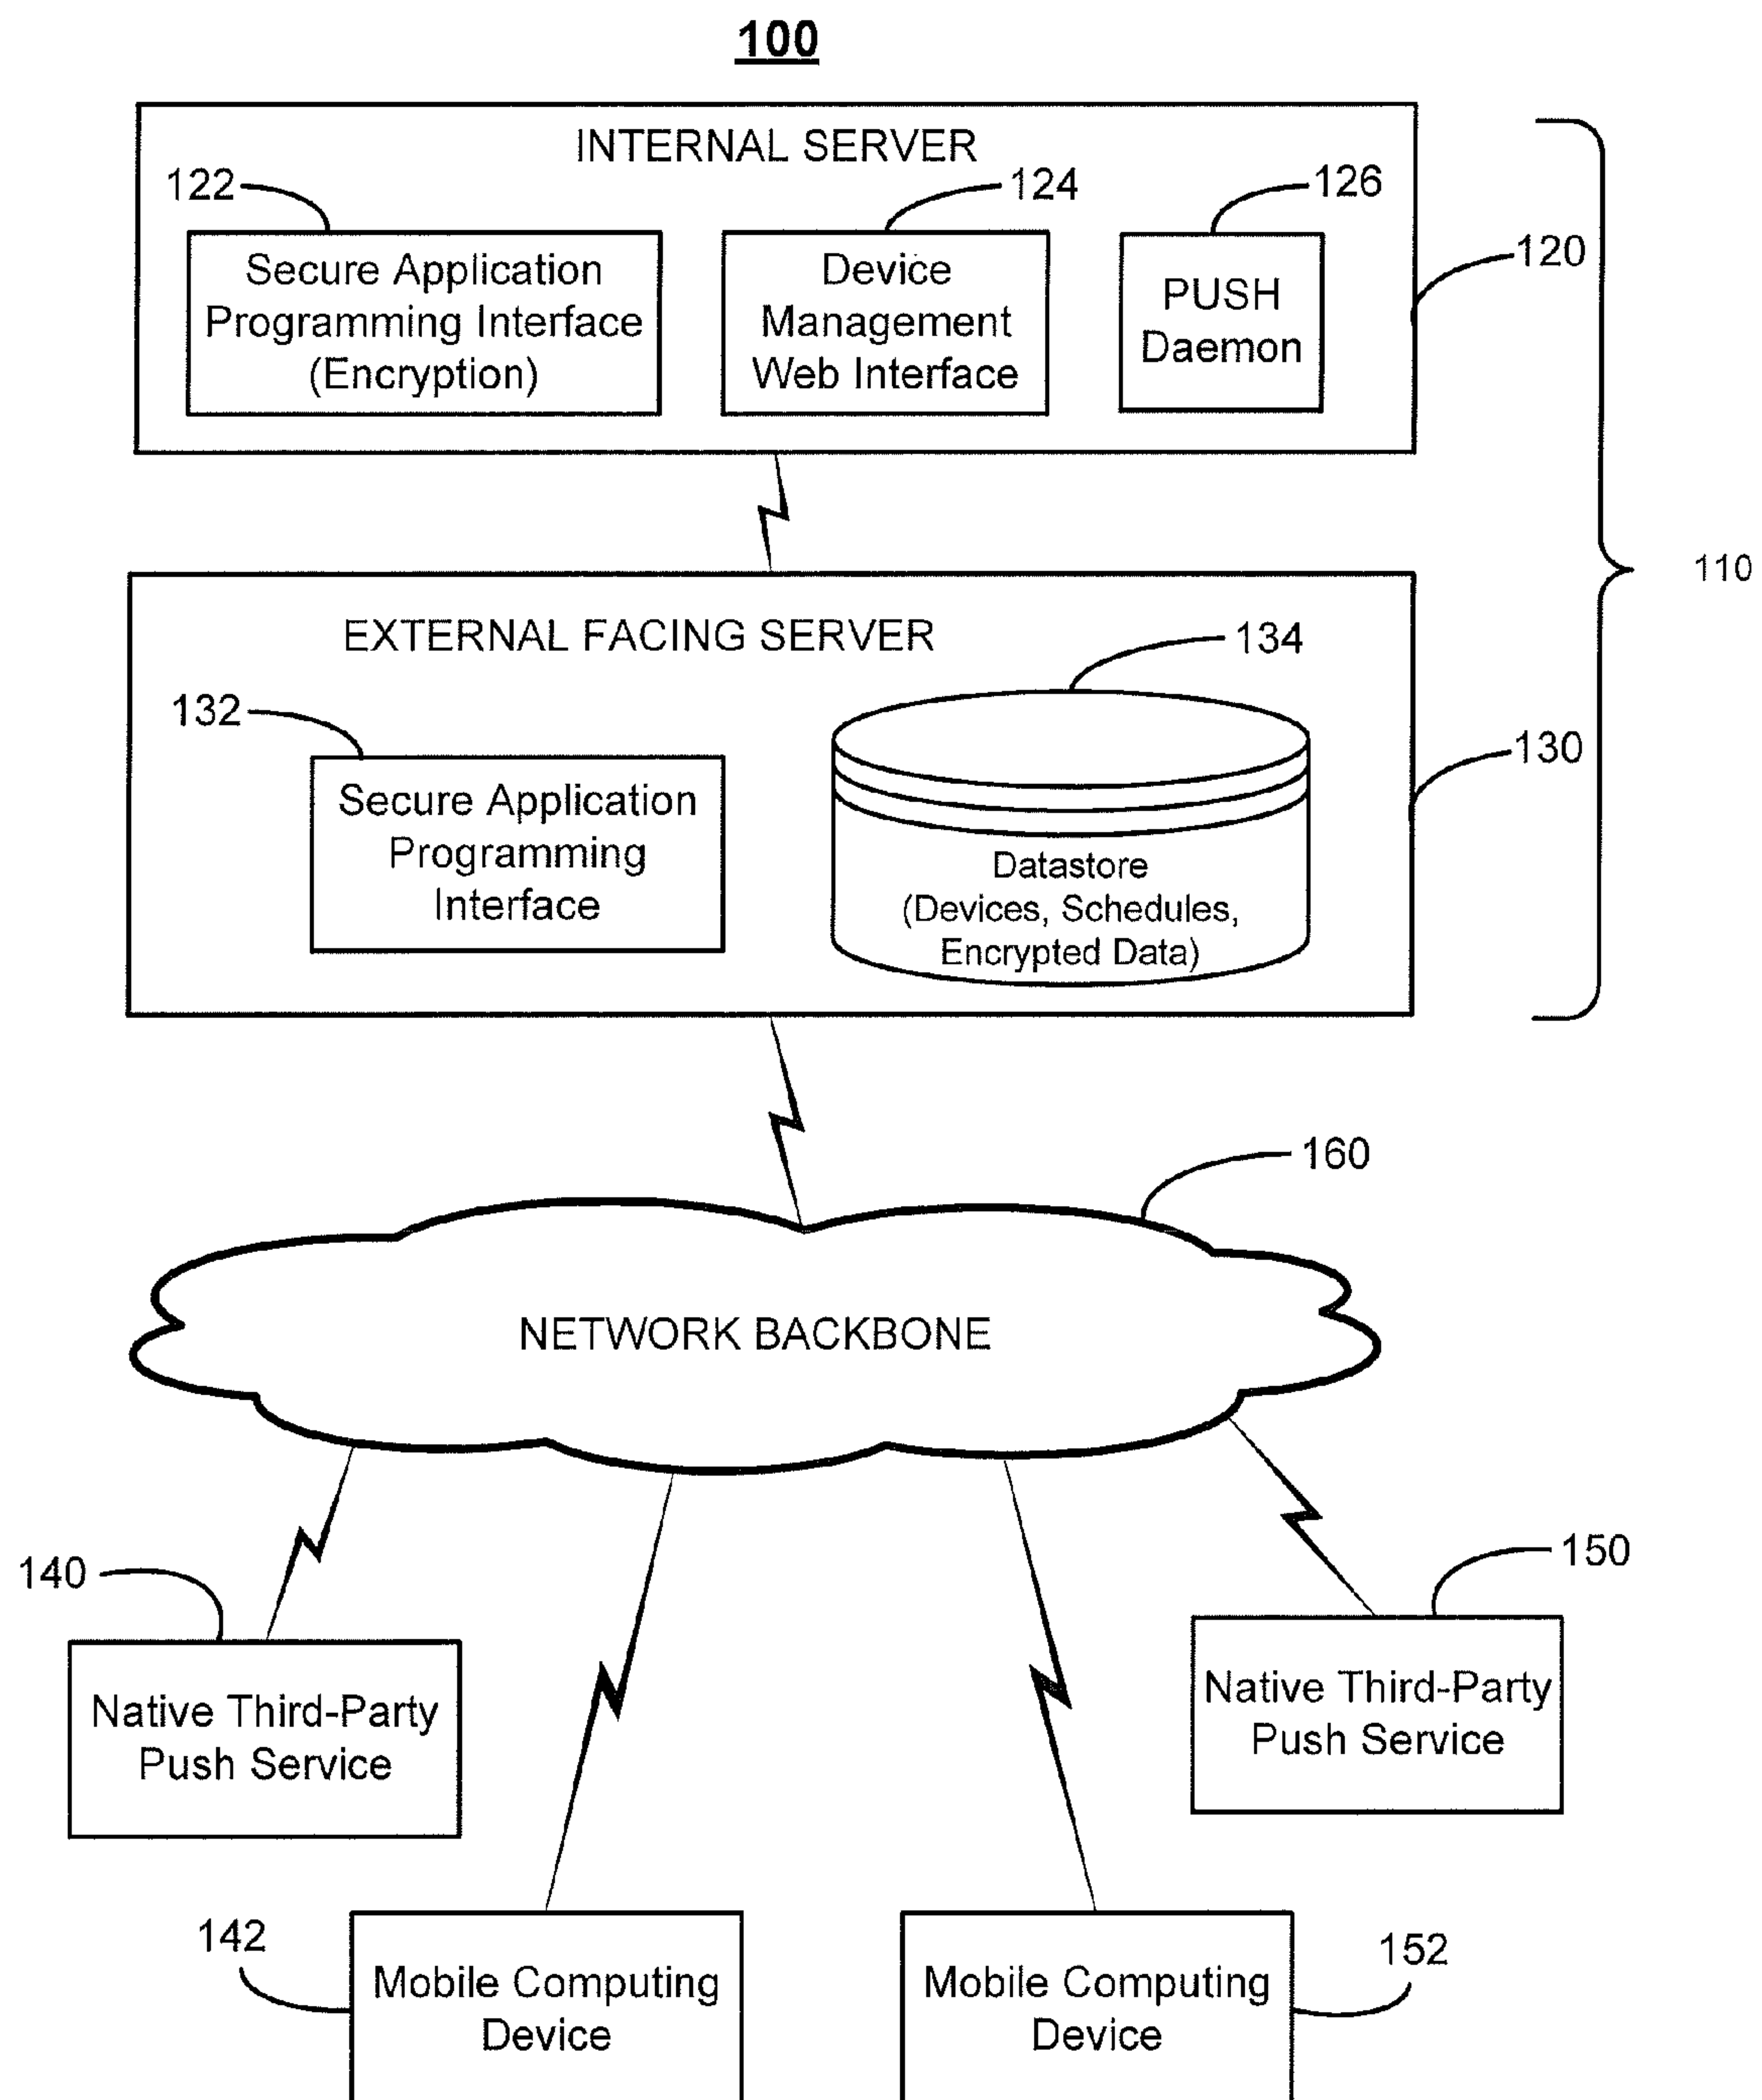 100
INTERNAL SERVER
122
124
126
Secure Application
Programming Interface
(Encryption)
Device
Management
Web Interface
PUSH
Daemon
120
110
EXTERNAL FACING SERVER
134
132
130
Secure Application
Programming
Interface
Datastore
(Devices, Schedules,
Encrypted Data)
160
NETWORK BACKBONE
140
150
Native Third-Party
Push Service
Native Third-Party
Push Service
142
152
Mobile Computing
Device
Mobile Computing
Device